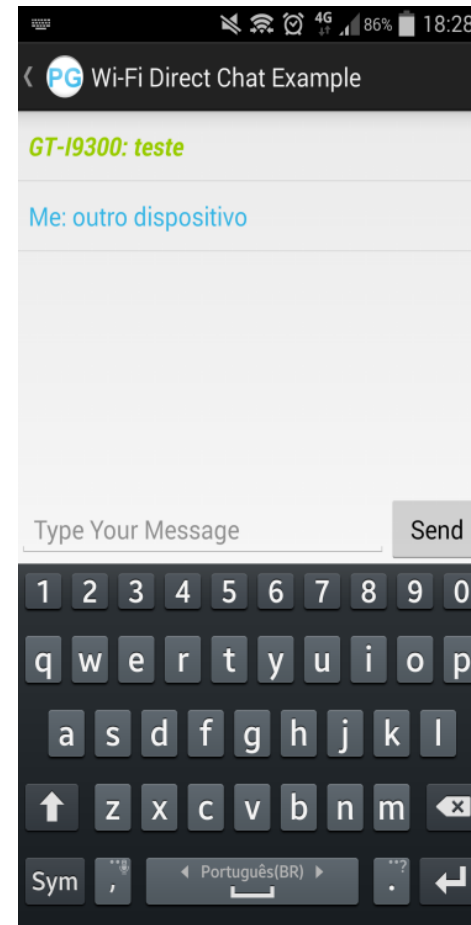 4G 86% 18:28
PG Wi-Fi Direct Chat Example
GT-I9300: teste
Me: outro dispositivo
Type Your Message Send
1 2 3 4 5 6 7 8 9 0
q w e r t y u i o p
a s d f g h j k l
z x c v b n m
Sym , Português(BR) . ?